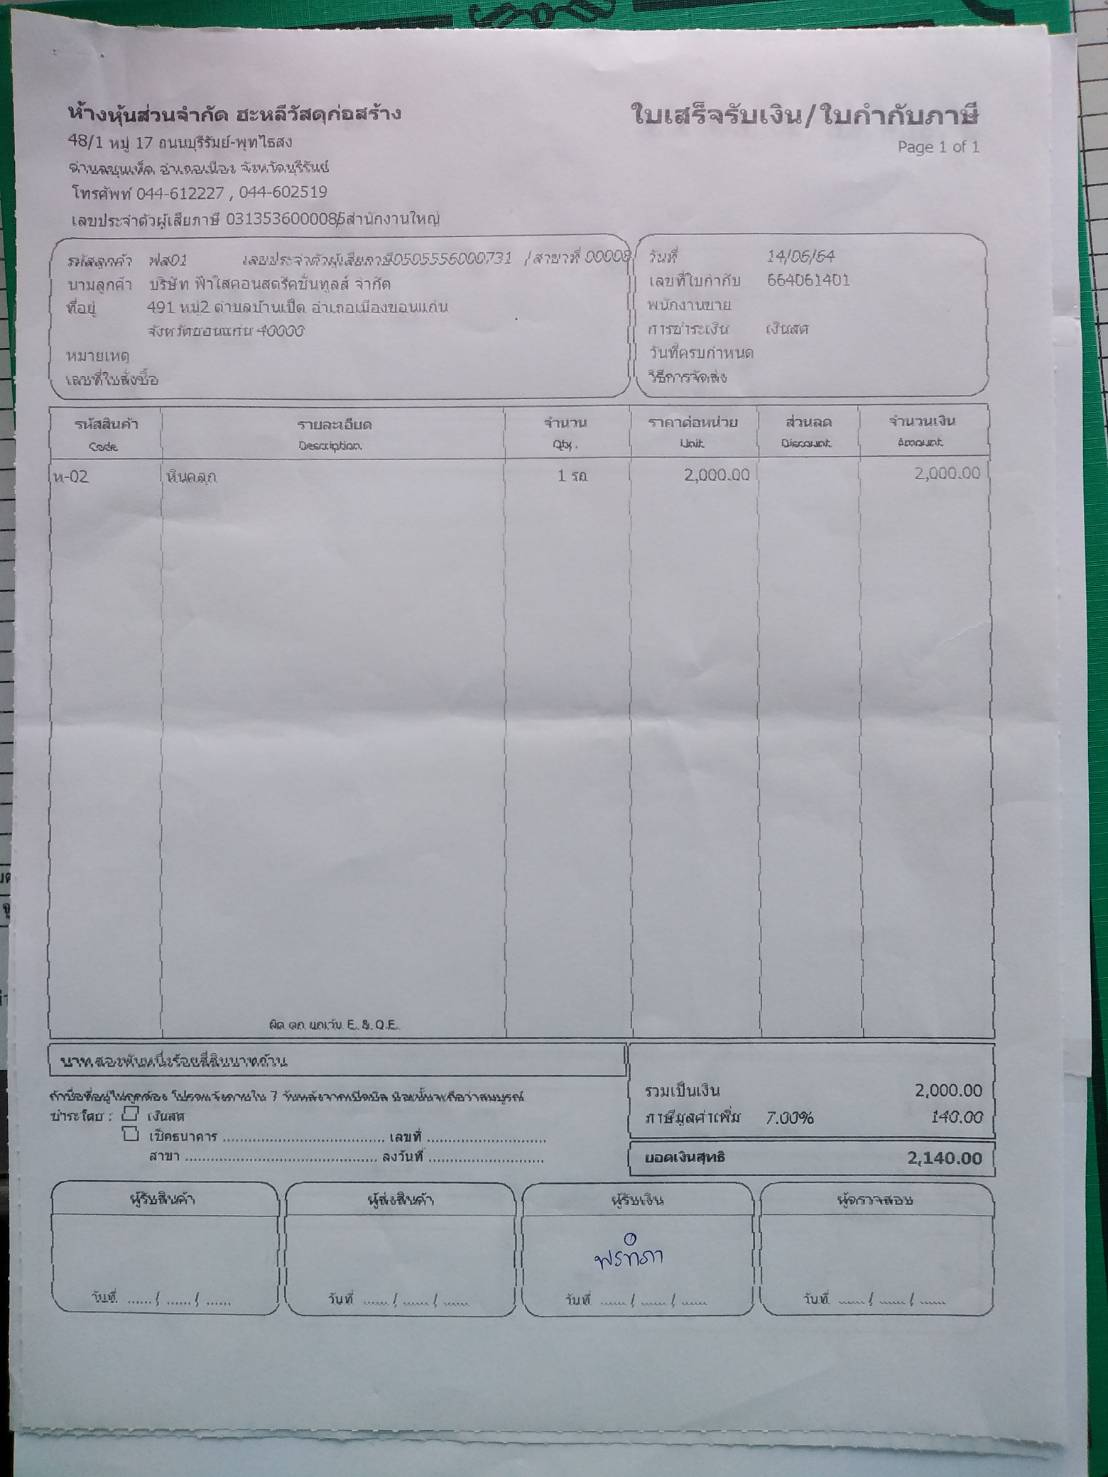 ห้างหุ้นส่วนจำกัด ฮะหลีวัสดุก่อสร้าง
ใบเสร็จรับเงิน/ใบกำกับภาษี
48/1 หมู่ 17 ถนนบุรีรัมย์-พุทไธสง
Page 1 of 1
อำเภอเมือง จังหวัดบุรีรัมย์
โทรศัพท์ 044-612227 , 044-602519
เลขประจำตัวผู้เสียภาษี 0313536000085/สำนักงานใหญ่
รหัสลูกค้า ฟส01 เลขประจำตัวผู้เสียภาษี0505556000731 / สาขาที่ 00008
นามลูกค้า บริษัท ฟ้าใสคอนสตรัคชั่นทูลส์ จำกัด
ที่อยู่ 491 หมู่2 ตำบลบ้านเป็ด อำเภอเมืองขอนแก่น
จังหวัดขอนแก่น 40000
หมายเหตุ
เลขที่ใบสั่งซื้อ
วันที่ 14/06/64
เลขที่ใบกำกับ 664061401
พนักงานขาย
การชำระเงิน เงินสด
วันที่ครบกำหนด
วิธีการจัดส่ง
รหัสสินค้า รายละเอียด จำนวน ราคาต่อหน่วย ส่วนลด จำนวนเงิน
Code Description Qty. Unit Discount Amount
ห-02 หินคลุก 1 รถ 2,000.00 2,000.00
ผิด ตก ยกเว้น E. & O.E.
บาท สองพันหนึ่งร้อยสี่สิบบาทถ้วน
ถ้าชื่อที่อยู่ไม่ถูกต้อง โปรดแจ้งภายใน 7 วันหลังจากเปิดบิล มิฉะนั้นจะถือว่าสมบูรณ์
ชำระโดย : เงินสด
เช็คธนาคาร ........ เลขที่ ........
สาขา ........ ลงวันที่ ........
รวมเป็นเงิน 2,000.00
ภาษีมูลค่าเพิ่ม 7.00% 140.00
ยอดเงินสุทธิ 2,140.00
ผู้รับสินค้า ผู้ส่งสินค้า ผู้รับเงิน ผู้ตรวจสอบ
พรทิภา
วันที่ ....../ ....../ ...... วันที่ ....../ ....../ ...... วันที่ ....../ ....../ ...... วันที่ ....../ ....../ ......